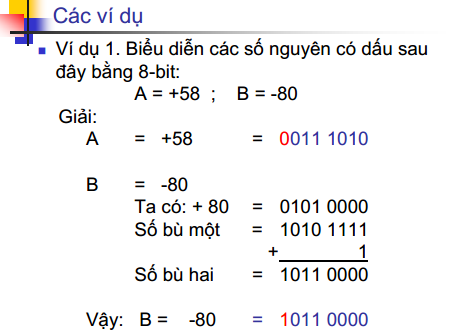 Các ví dụ
Ví dụ 1. Biểu diễn các số nguyên có dấu sau
đây bằng 8-bit:
A = +58 ; B = -80
Giải:
A = +58 = 0011 1010
B = -80
Ta có: + 80 = 0101 0000
Số bù một = 1010 1111
+ 1
Số bù hai = 1011 0000
Vậy: B = -80 = 1011 0000